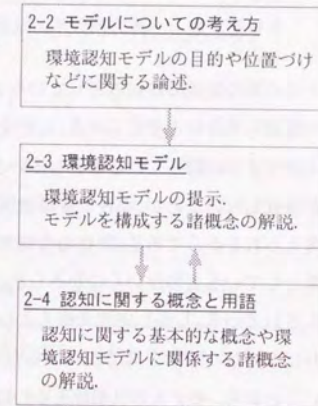 2-2 モデルについての考え方
環境認知モデルの目的や位置づけ
などに関する論述.
2-3 環境認知モデル
環境認知モデルの提示.
モデルを構成する諸概念の解説.
2-4 認知に関する概念と用語
認知に関する基本的な概念や環
境認知モデルに関係する諸概念
の解説.